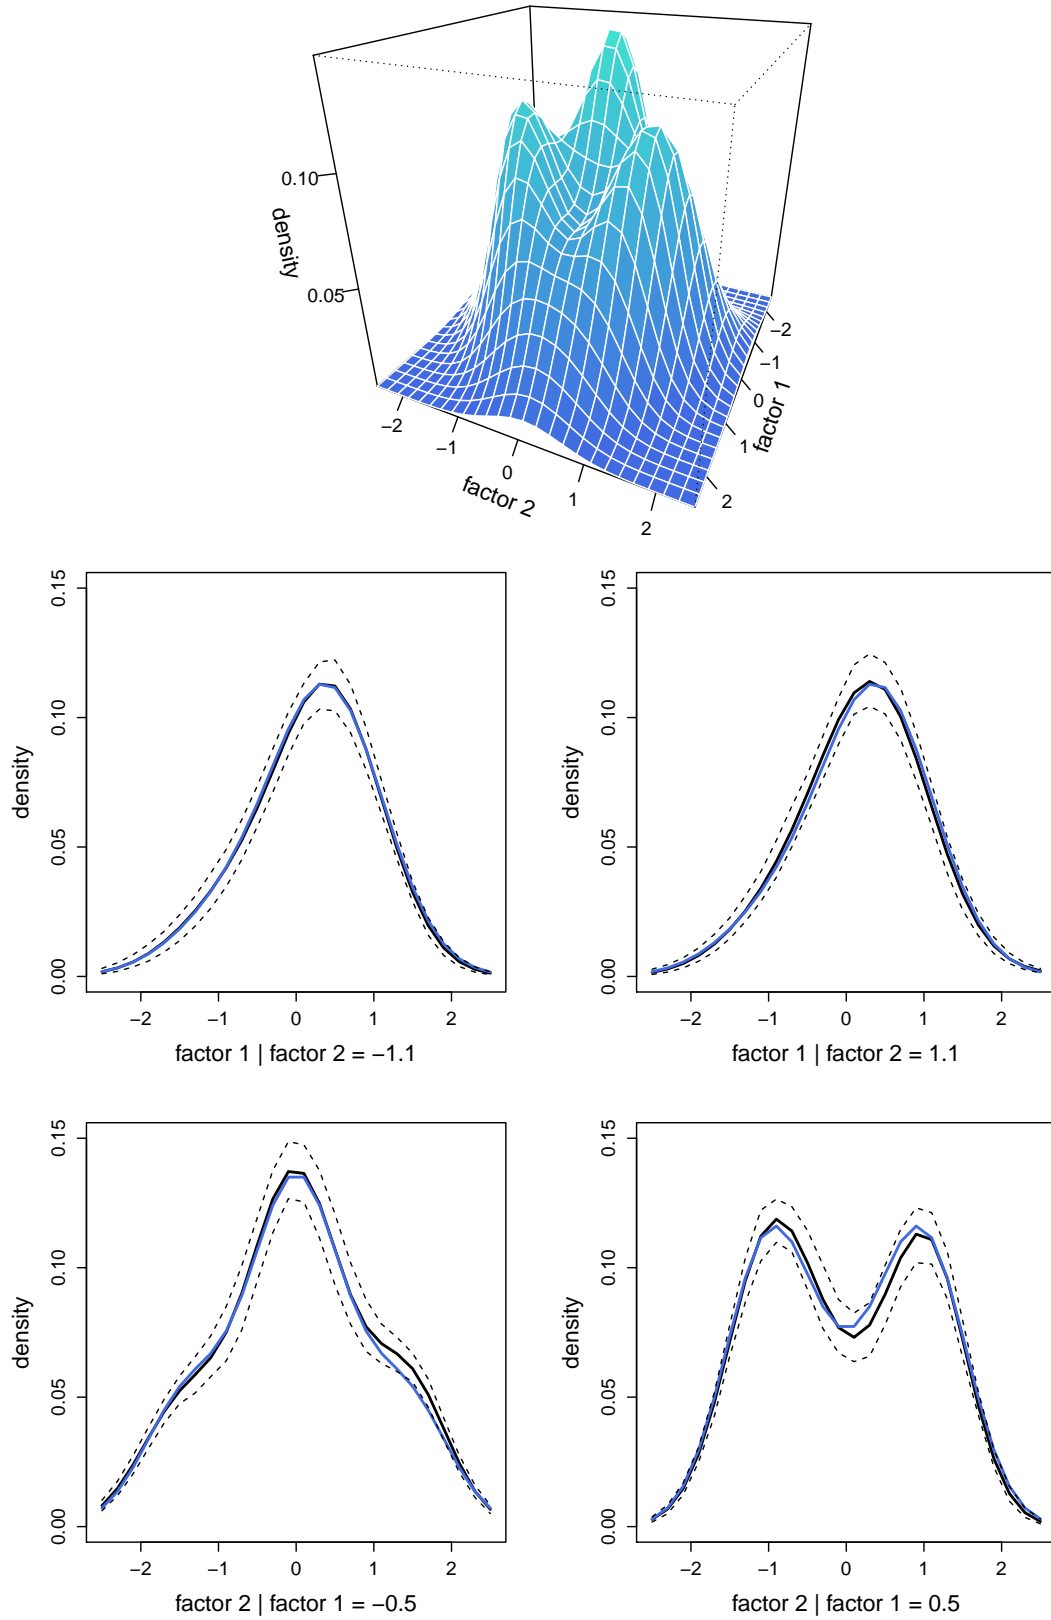 0.10
density
0.05
−2
−1
0
factor 2
1
2
−2
−1
0
factor 1
1
2
0.15
0.10
density
0.05
0.00
−2 −1 0 1 2
factor 1 | factor 2 = −1.1
0.15
0.10
density
0.05
0.00
−2 −1 0 1 2
factor 1 | factor 2 = 1.1
0.15
0.10
density
0.05
0.00
−2 −1 0 1 2
factor 2 | factor 1 = −0.5
0.15
0.10
density
0.05
0.00
−2 −1 0 1 2
factor 2 | factor 1 = 0.5